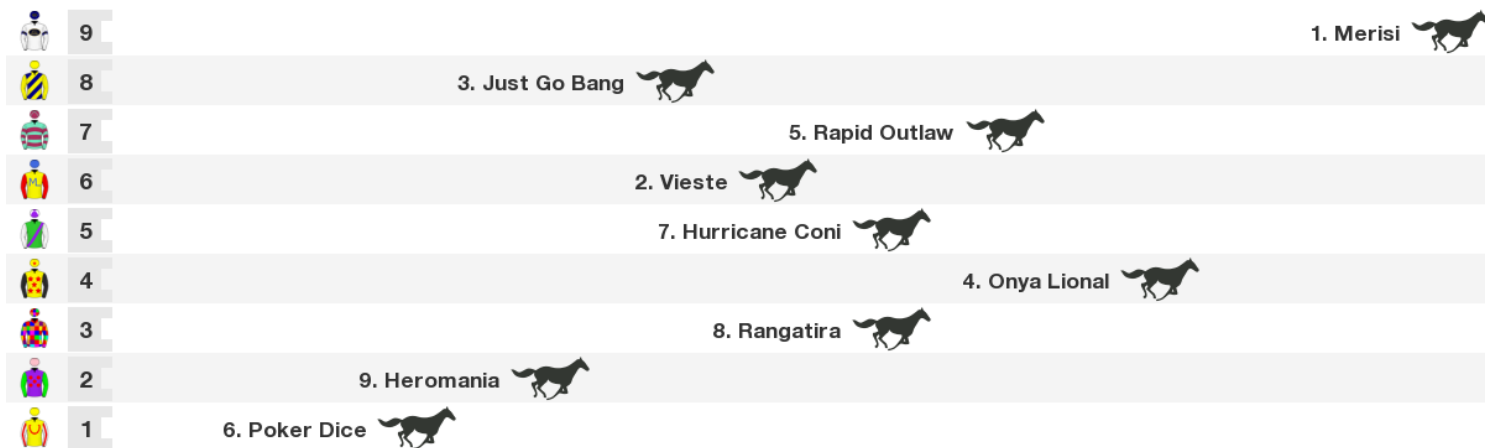 9 1. Merisi
8 3. Just Go Bang
7 5. Rapid Outlaw
6 ML 2. Vieste
5 7. Hurricane Coni
4 4. Onya Lional
3 8. Rangatira
2 9. Heromania
1 6. Poker Dice